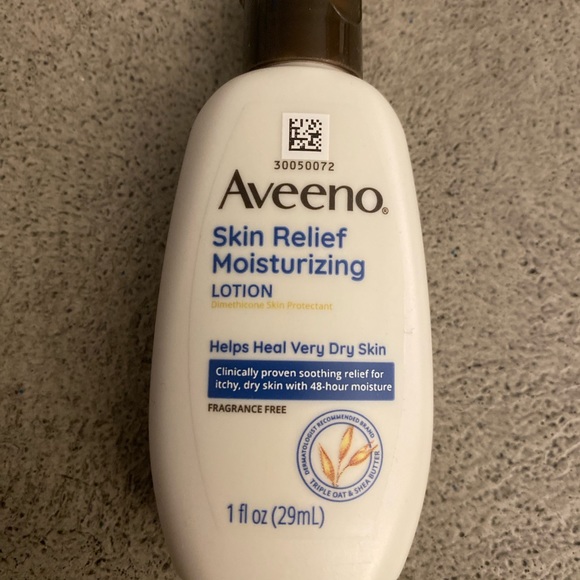 30050072
Aveeno®
Skin Relief
Moisturizing
LOTION
Dimethicone Skin Protectant
Helps Heal Very Dry Skin
Clinically proven soothing relief for
itchy, dry skin with 48-hour moisture
FRAGRANCE FREE
DERMATOLOGIST RECOMMENDED BRAND
TRIPLE OAT & SHEA BUTTER
1 fl oz (29mL)